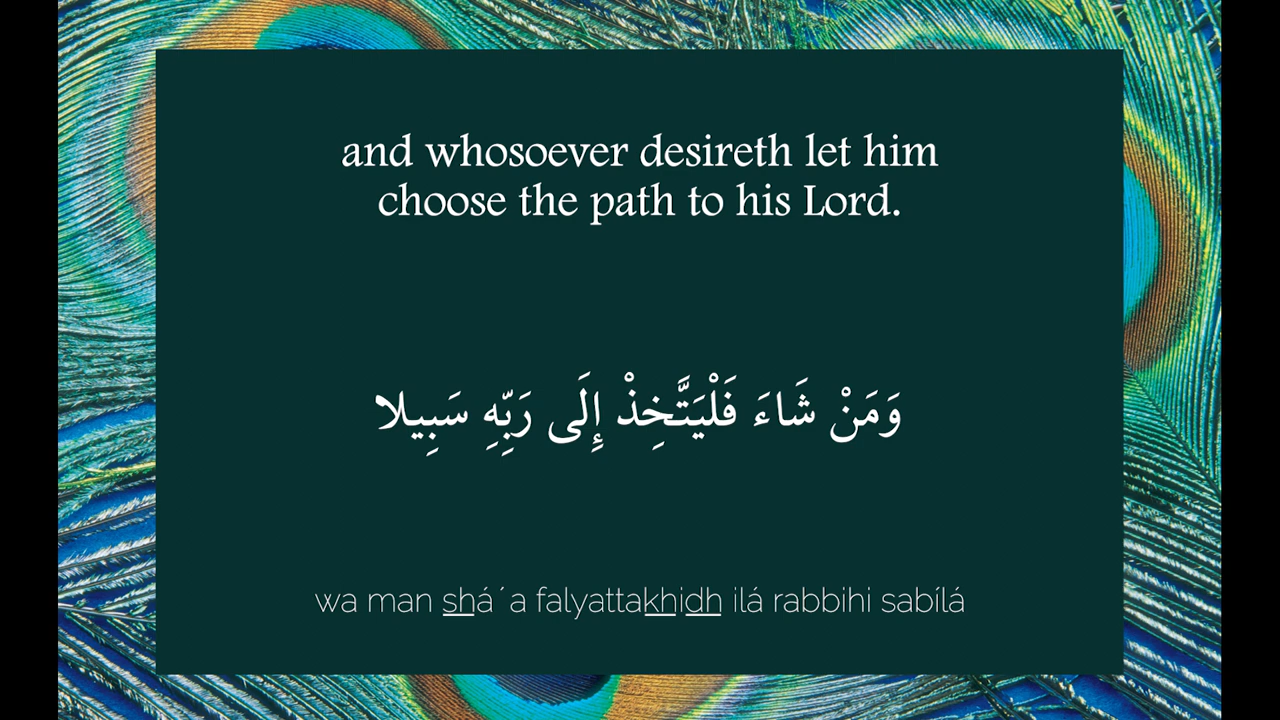 and whosoever desireth let him
choose the path to his Lord.
وَمَنْ شَاءَ فَلْيَتَّخِذْ إِلَى رَبِّهِ سَبِيلا
wa man shá´a falyattakhidh ilá rabbihi sabílá